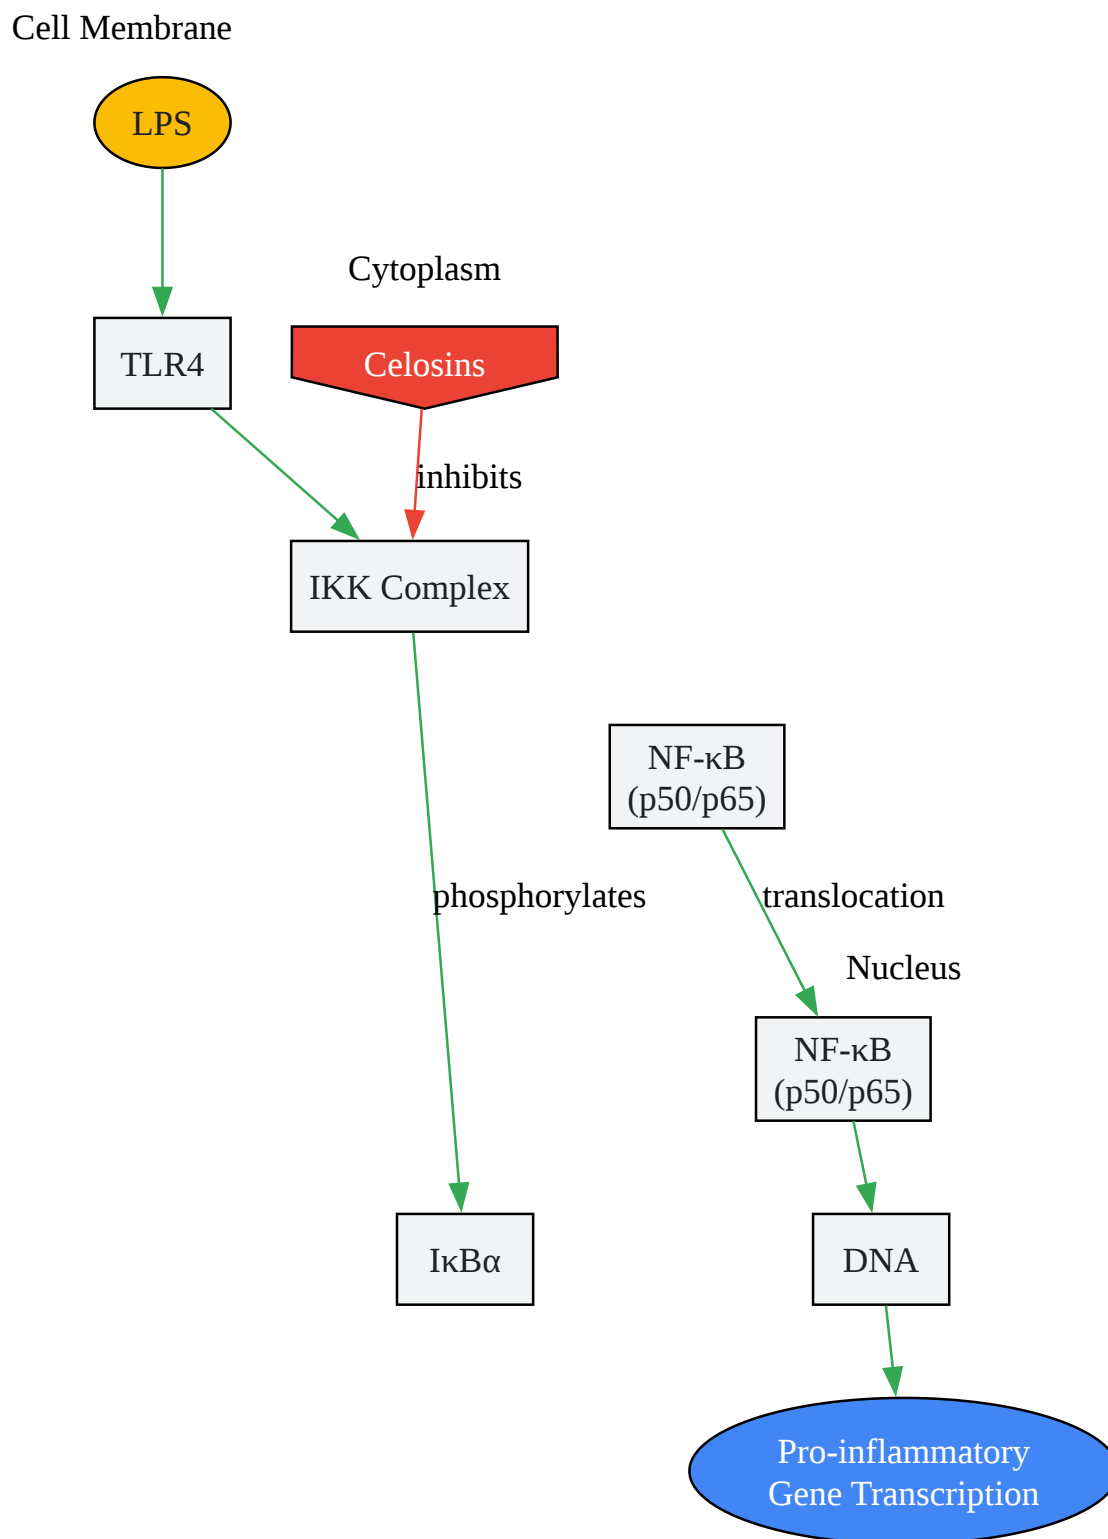 Cell Membrane
LPS
Cytoplasm
TLR4
Celosins
inhibits
IKK Complex
NF-κB
(p50/p65)
phosphorylates
translocation
Nucleus
NF-κB
(p50/p65)
IκBα
DNA
Pro-inflammatory
Gene Transcription